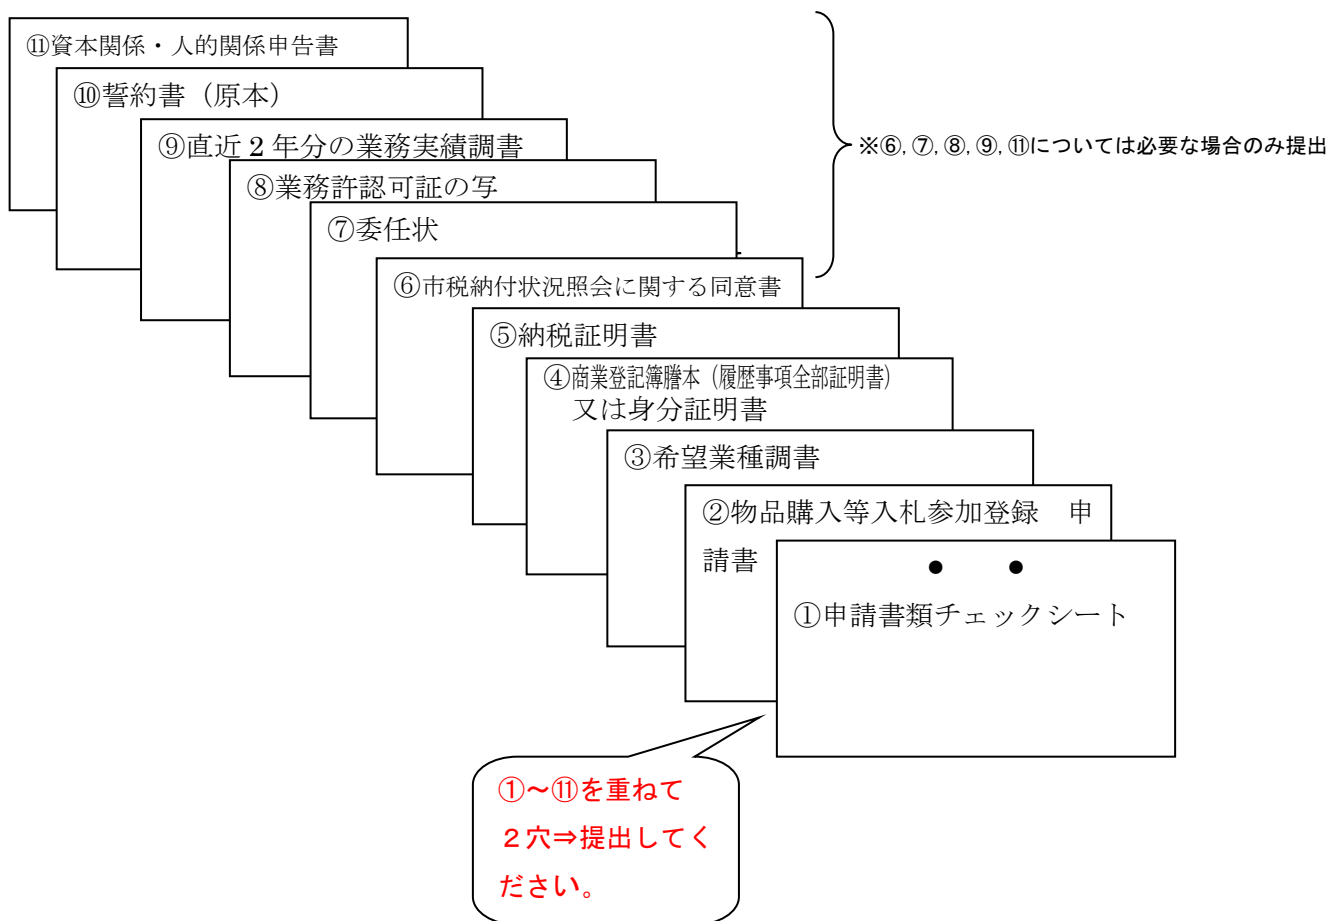 ⑪資本関係・人的関係申告書
⑩誓約書（原本）
⑨直近２年分の業務実績調書
※⑥,⑦,⑧,⑨,⑪については必要な場合のみ提出
⑧業務許認可証の写
⑦委任状
⑥市税納付状況照会に関する同意書
⑤納税証明書
④商業登記簿謄本（履歴事項全部証明書）
又は身分証明書
③希望業種調書
②物品購入等入札参加登録　申
請書
①申請書類チェックシート
①～⑪を重ねて
２穴⇒提出してく
ださい。